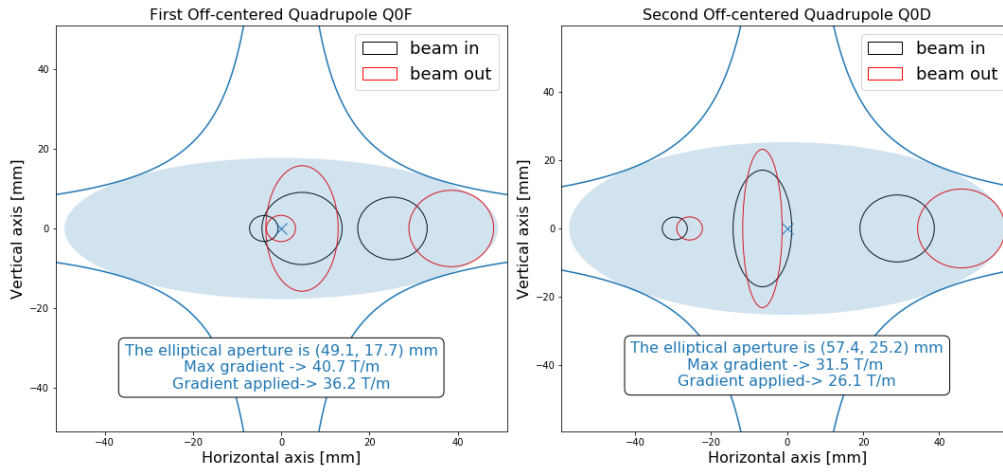 First Off-centered Quadrupole Q0F
beam in
beam out
40
20
0
−20
−40
Vertical axis [mm]
The elliptical aperture is (49.1, 17.7) mm
Max gradient -> 40.7 T/m
Gradient applied-> 36.2 T/m
−40
−20
0
20
40
Horizontal axis [mm]
Second Off-centered Quadrupole Q0D
beam in
beam out
40
20
0
−20
−40
Vertical axis [mm]
The elliptical aperture is (57.4, 25.2) mm
Max gradient -> 31.5 T/m
Gradient applied-> 26.1 T/m
−40
−20
0
20
40
Horizontal axis [mm]